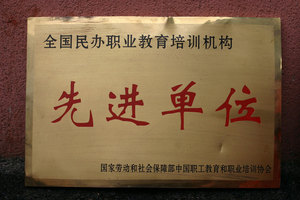 全国民办职业教育培训机构
先进单位
国家劳动和社会保障部中国职工教育和职业培训协会